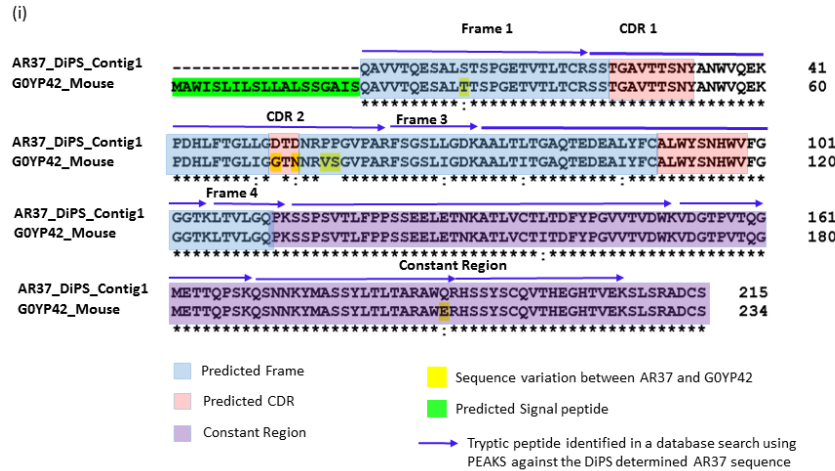 (i)
Frame 1 CDR 1
AR37_DiPS_Contig1 -------------------QAVVTQESALSTSPGETVTLTCRSSTGAVTTSNYANWVQEK 41
G0YP42_Mouse MAWISLILSLLALSSGAISQAVVTQESALTTSPGETVTLTCRSSTGAVTTSNYANWVQEK 60
**********:******************************
CDR 2 Frame 3
AR37_DiPS_Contig1 PDHLFTGLLGDTDNRPPGVPARFSGSLLGDKAALTLTGAQTEDEALYFCALWYSNHWVFG 101
G0YP42_Mouse PDHLFTGLIGGTNNRVSGVPARFSGSLIGDKAALTITGAQTEDEAIYFCALWYSNHWVFG 120
********:* *:**  **********:*******:*********:**************
Frame 4
AR37_DiPS_Contig1 GGTKLTVLGQPKSSPSVTLFPPSSEELETNKATLVCTLTDFYPGVVTVDWKVDGTPVTQG 161
G0YP42_Mouse GGTKLTVLGQPKSSPSVTLFPPSSEELETNKATLVCTITDFYPGVVTVDWKVDGTPVTQG 180
*************************************:**********************
Constant Region
AR37_DiPS_Contig1 METTQPSKQSNNKYMASSYLTLTARAWQRHSSYSCQVTHEGHTVEKSLSRADCS 215
G0YP42_Mouse METTQPSKQSNNKYMASSYLTLTARAWERHSSYSCQVTHEGHTVEKSLSRADCS 234
***************************:**************************
Predicted Frame
Predicted CDR
Constant Region
Sequence variation between AR37 and G0YP42
Predicted Signal peptide
Tryptic peptide identified in a database search using
PEAKS against the DiPS determined AR37 sequence